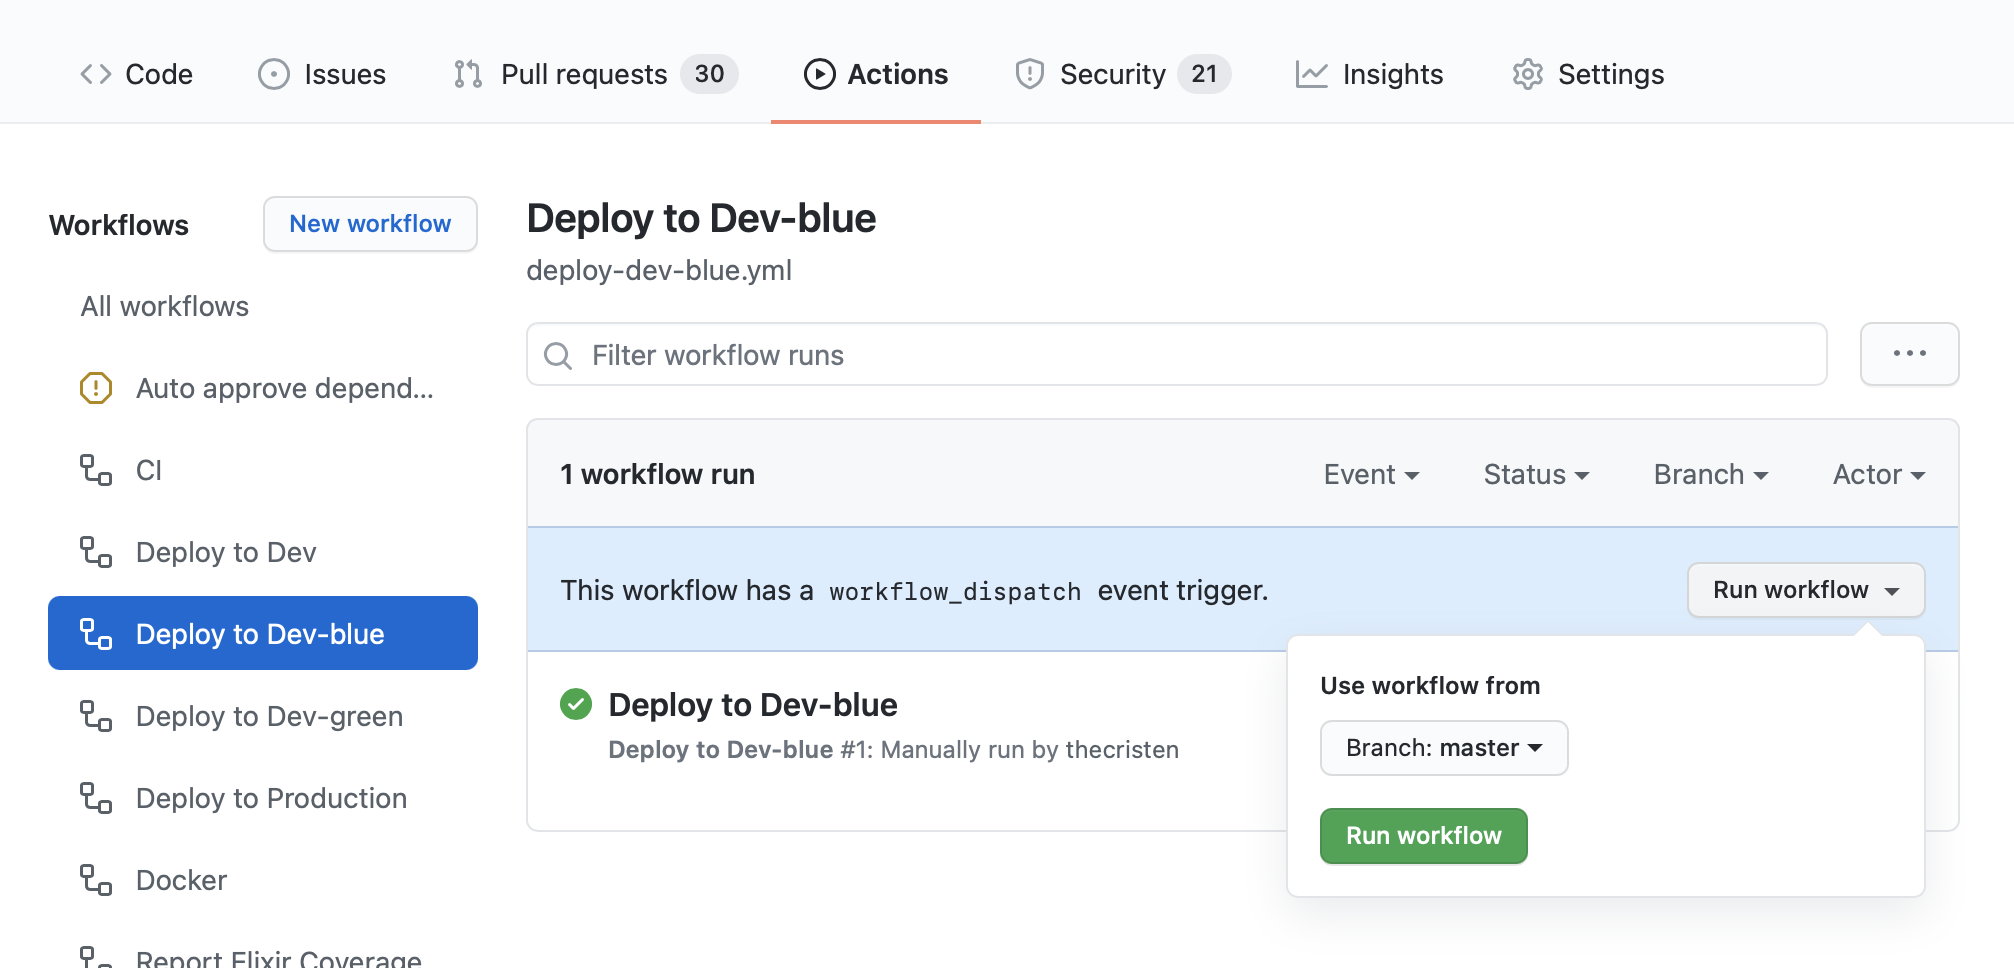 Code Issues Pull requests 30 Actions Security 21 Insights Settings
Workflows
New workflow
All workflows
Auto approve depend...
CI
Deploy to Dev
Deploy to Dev-blue
Deploy to Dev-green
Deploy to Production
Docker
Report Elixir Coverage
Deploy to Dev-blue
deploy-dev-blue.yml
Filter workflow runs
1 workflow run
Event Status Branch Actor
This workflow has a workflow_dispatch event trigger.
Run workflow
Deploy to Dev-blue
Deploy to Dev-blue #1: Manually run by thecristen
Use workflow from
Branch: master
Run workflow